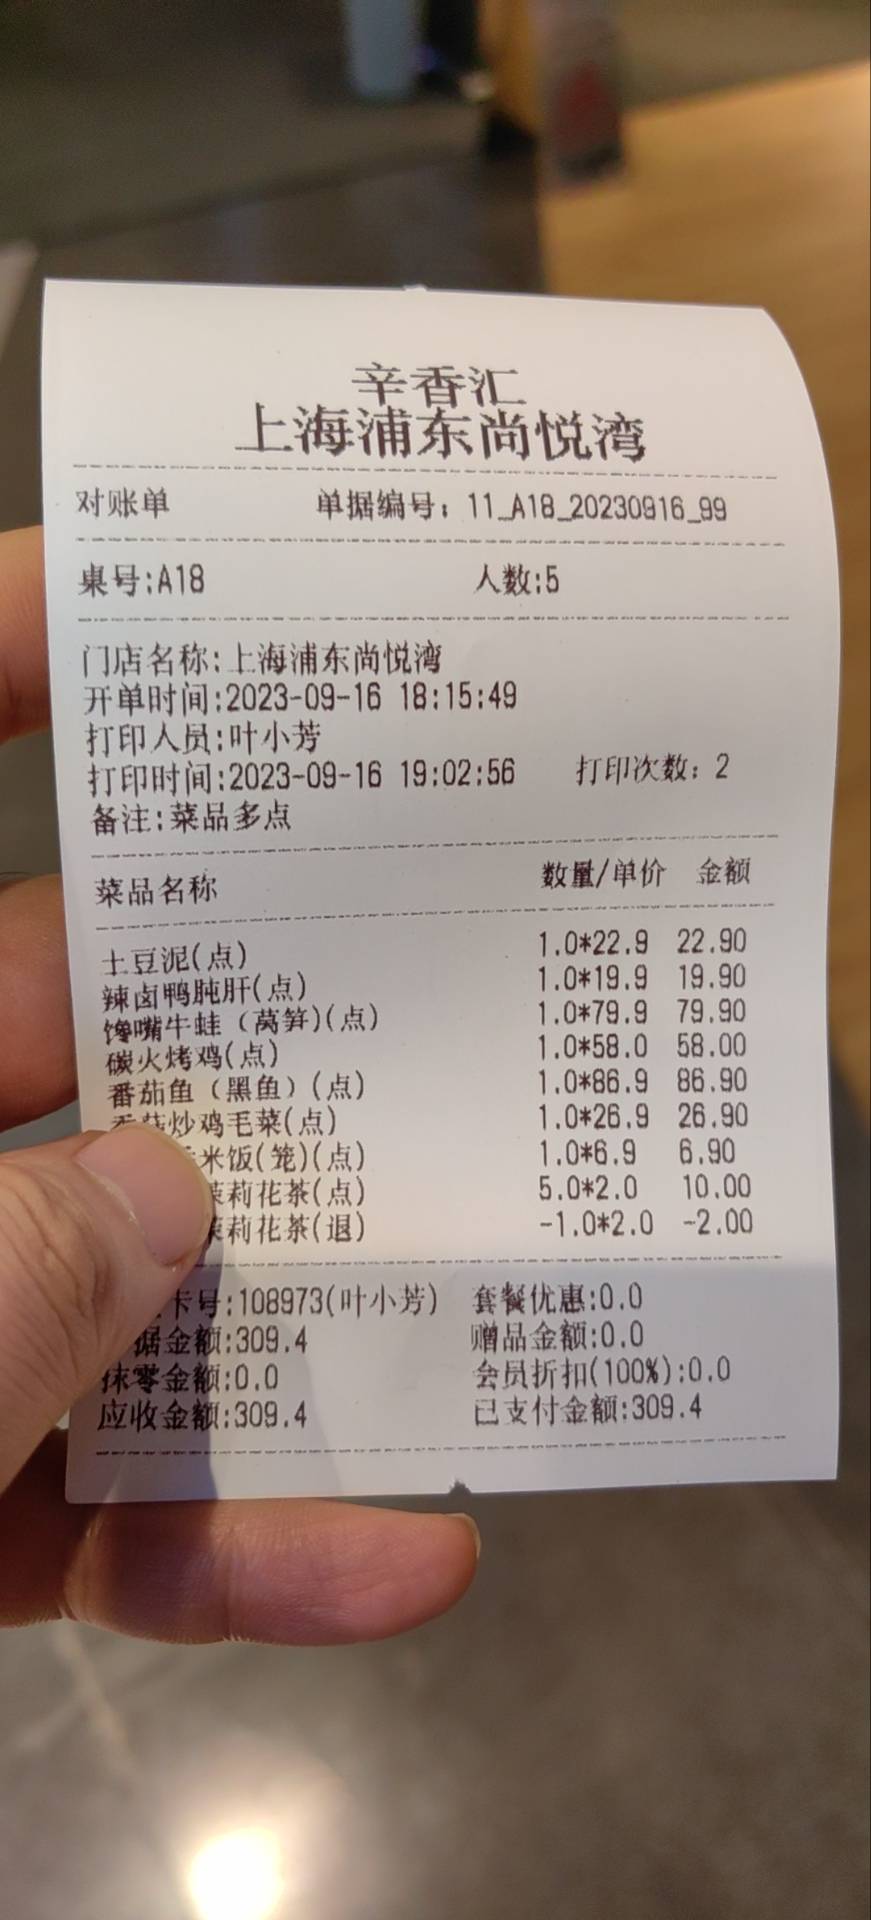 辛香汇
上海浦东尚悦湾
对账单 单据编号：11_A18_20230916_99
桌号:A18 人数:5
门店名称:上海浦东尚悦湾
开单时间:2023-09-16 18:15:49
打印人员:叶小芳
打印时间:2023-09-16 19:02:56 打印次数：2
备注:菜品多点
菜品名称 数量/单价 金额
土豆泥(点) 1.0*22.9 22.90
辣卤鸭肫肝(点) 1.0*19.9 19.90
馋嘴牛蛙（莴笋)(点) 1.0*79.9 79.90
碳火烤鸡(点) 1.0*58.0 58.00
番茄鱼（黑鱼）(点) 1.0*86.9 86.90
炒鸡毛菜(点) 1.0*26.9 26.90
米饭(笼)(点) 1.0*6.9 6.90
茉莉花茶(点) 5.0*2.0 10.00
茉莉花茶(退) -1.0*2.0 -2.00
卡号:108973(叶小芳) 套餐优惠:0.0
据金额:309.4 赠品金额:0.0
抹零金额:0.0 会员折扣(100%):0.0
应收金额:309.4 已支付金额:309.4